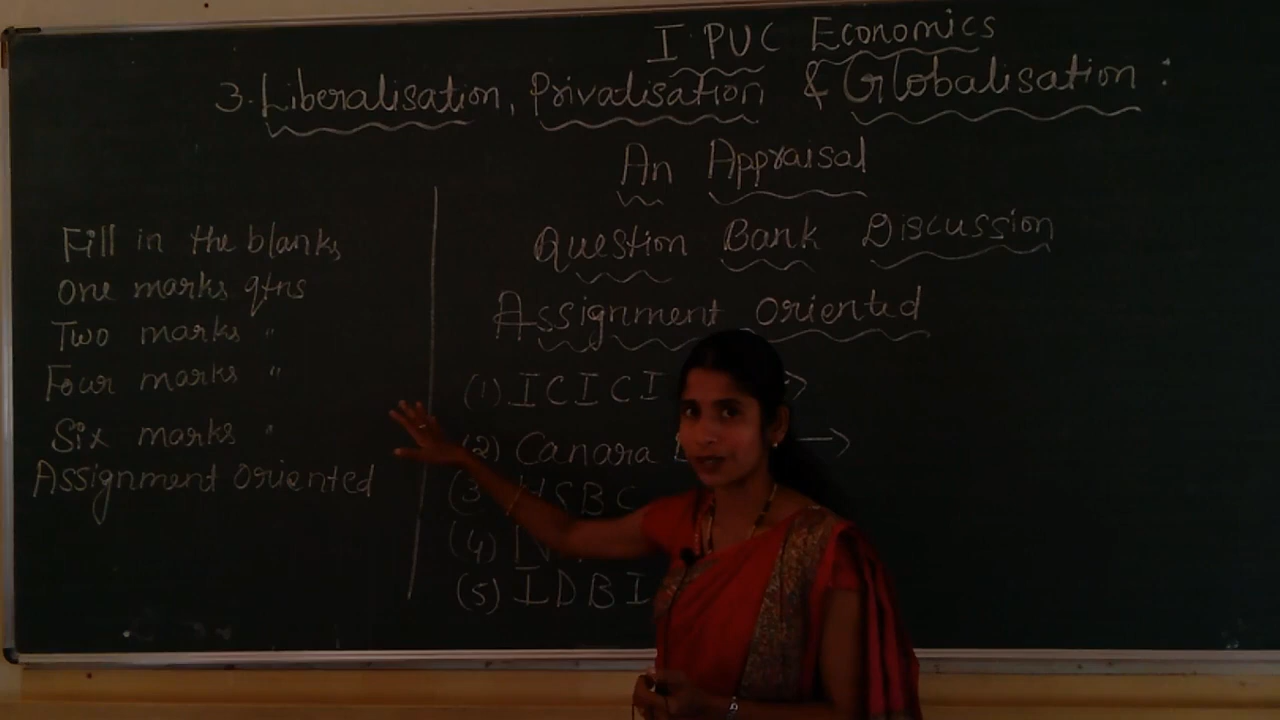 I PUC Economics
3. Liberalisation, Privatisation & Globalisation :
An Appraisal
Question Bank Discussion
Assignment oriented
Fill in the blanks
one marks qtns
Two marks "
Four marks "
Six marks "
Assignment oriented
(1) ICICI →
(2) Canara →
(3 HSBC
(4)
(5) IDBI